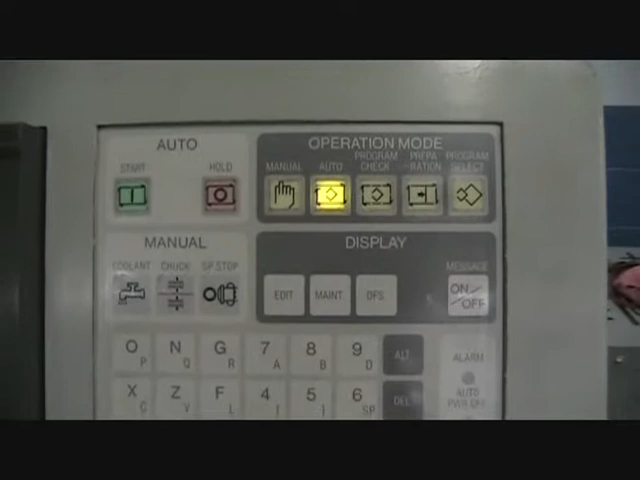 AUTO
START HOLD
OPERATION MODE
MANUAL AUTO PROGRAM CHECK PREPA-RATION PROGRAM SELECT
MANUAL
COOLANT CHUCK SP.STOP
DISPLAY
MESSAGE
EDIT MAINT. DFS. ON/OFF
O P N Q G R 7 A 8 B 9 D ALT
X C Z V F L 4 [ 5 ] 6 SP DEL
ALARM
AUTO
PWR OFF